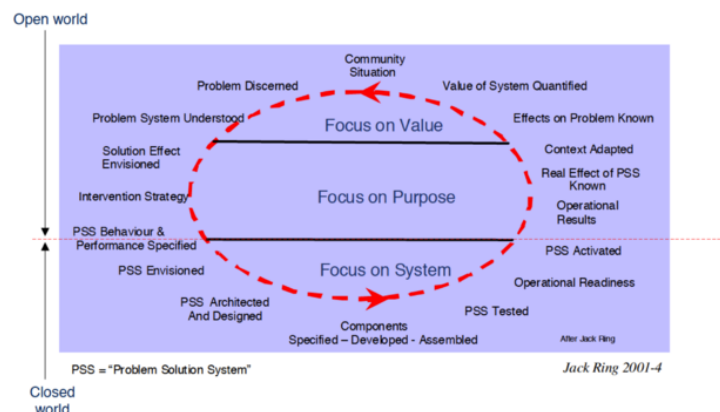 Open world
Community
Situation
Problem Discerned
Value of System Quantified
Problem System Understood
Focus on Value
Effects on Problem Known
Solution Effect
Envisioned
Context Adapted
Real Effect of PSS
Known
Intervention Strategy
Focus on Purpose
Operational
Results
PSS Behaviour &
Performance Specified
PSS Activated
PSS Envisioned
Focus on System
Operational Readiness
PSS Architected
And Designed
PSS Tested
Components
Specified – Developed - Assembled
After Jack Ring
PSS = “Problem Solution System”
Jack Ring 2001-4
Closed
world